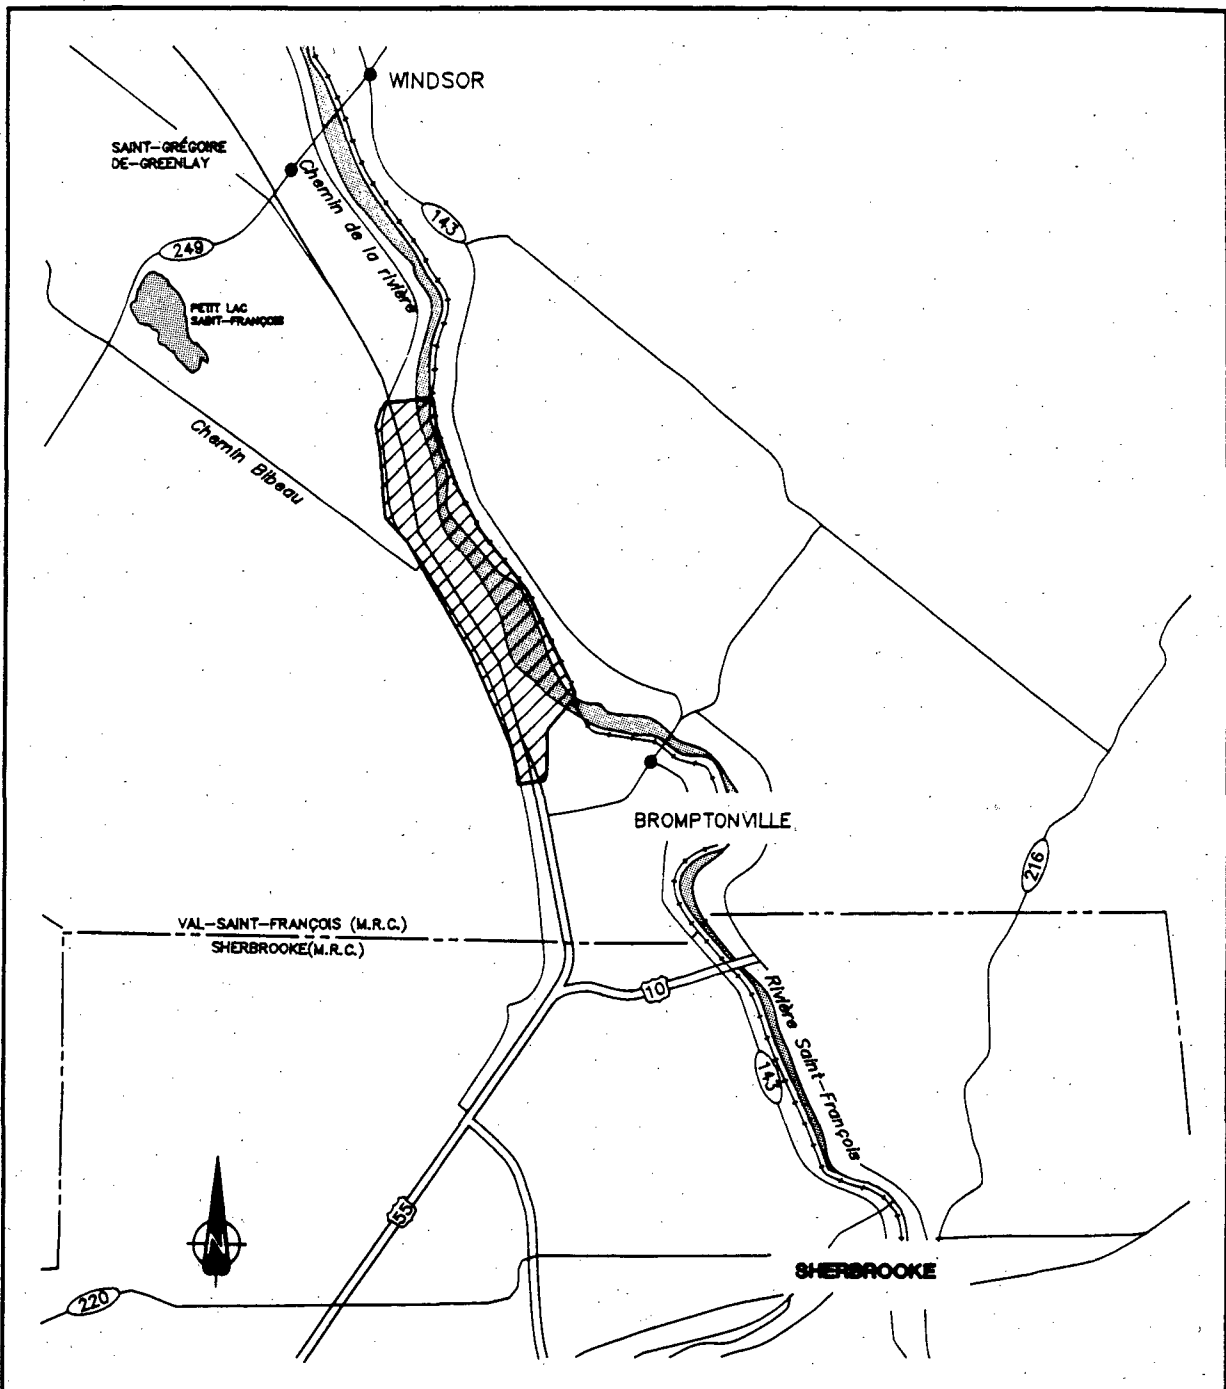 WINDSOR
SAINT-GRÉGOIRE
DE-GREENLAY
Chemin de la rivière
143
249
PETIT LAC
SAINT-FRANÇOIS
Chemin Bibeau
BROMPTONVILLE
216
VAL-SAINT-FRANÇOIS (M.R.C.)
SHERBROOKE(M.R.C.)
10
Rivière Saint-François
143
55
N
SHERBROOKE
220